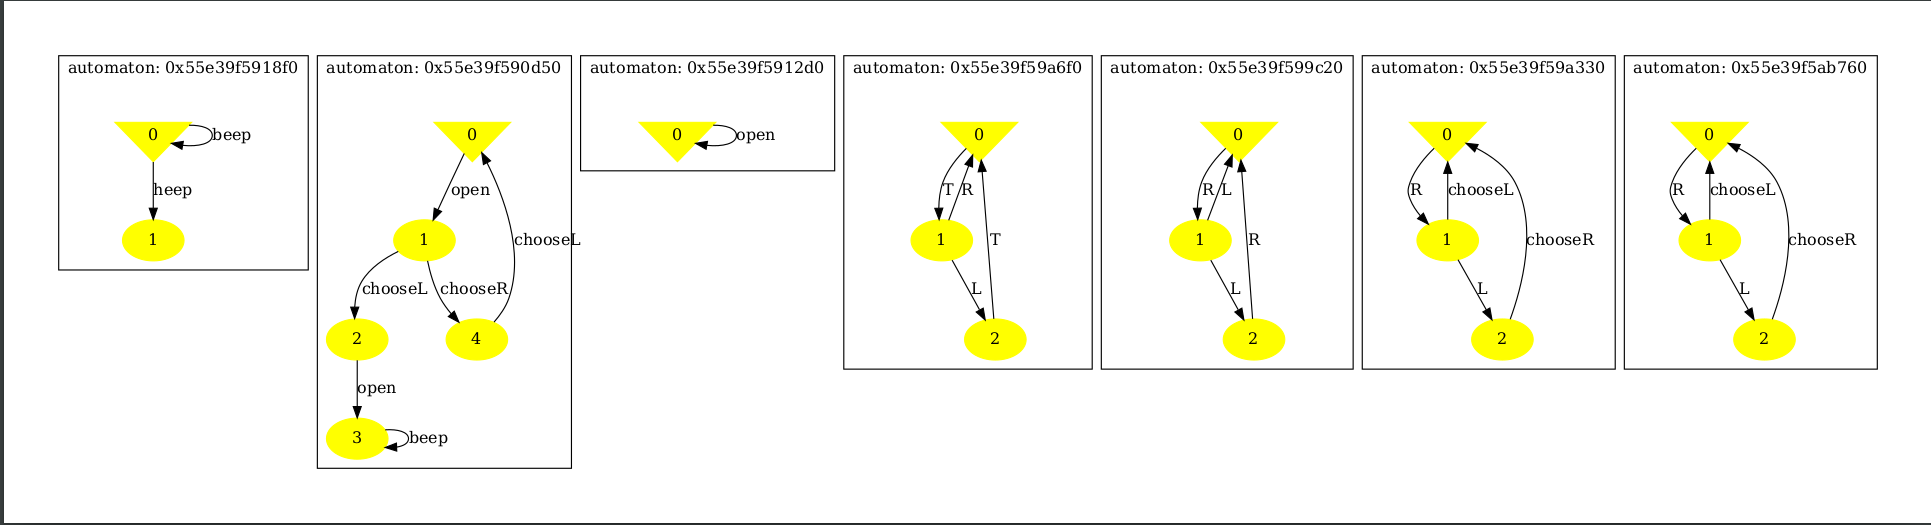 automaton: 0x55e39f5918f0
0
beep
heep
1
automaton: 0x55e39f590d50
0
open
1
chooseL
chooseL
chooseR
2
4
open
3
beep
automaton: 0x55e39f5912d0
0
open
automaton: 0x55e39f59a6f0
0
T
R
1
T
L
2
automaton: 0x55e39f599c20
0
R
L
1
R
L
2
automaton: 0x55e39f59a330
0
R
chooseL
1
chooseR
L
2
automaton: 0x55e39f5ab760
0
R
chooseL
1
chooseR
L
2